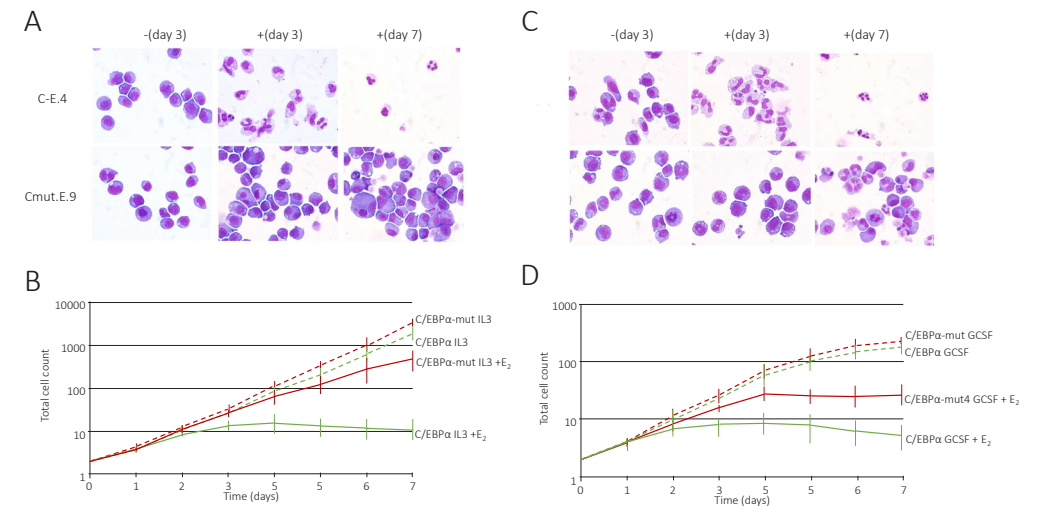 A
-(day 3) +(day 3) +(day 7)
C-E.4
Cmut.E.9
C
-(day 3) +(day 3) +(day 7)
B
Total cell count
10000
1000
100
10
1
0 1 2 3 5 5 6 7
Time (days)
C/EBPα-mut IL3
C/EBPα IL3
C/EBPα-mut IL3 +E₂
C/EBPα IL3 +E₂
D
Total cell count
1000
100
10
1
0 1 2 3 5 5 6 7
Time (days)
C/EBPα-mut GCSF
C/EBPα GCSF
C/EBPα-mut4 GCSF + E₂
C/EBPα GCSF + E₂